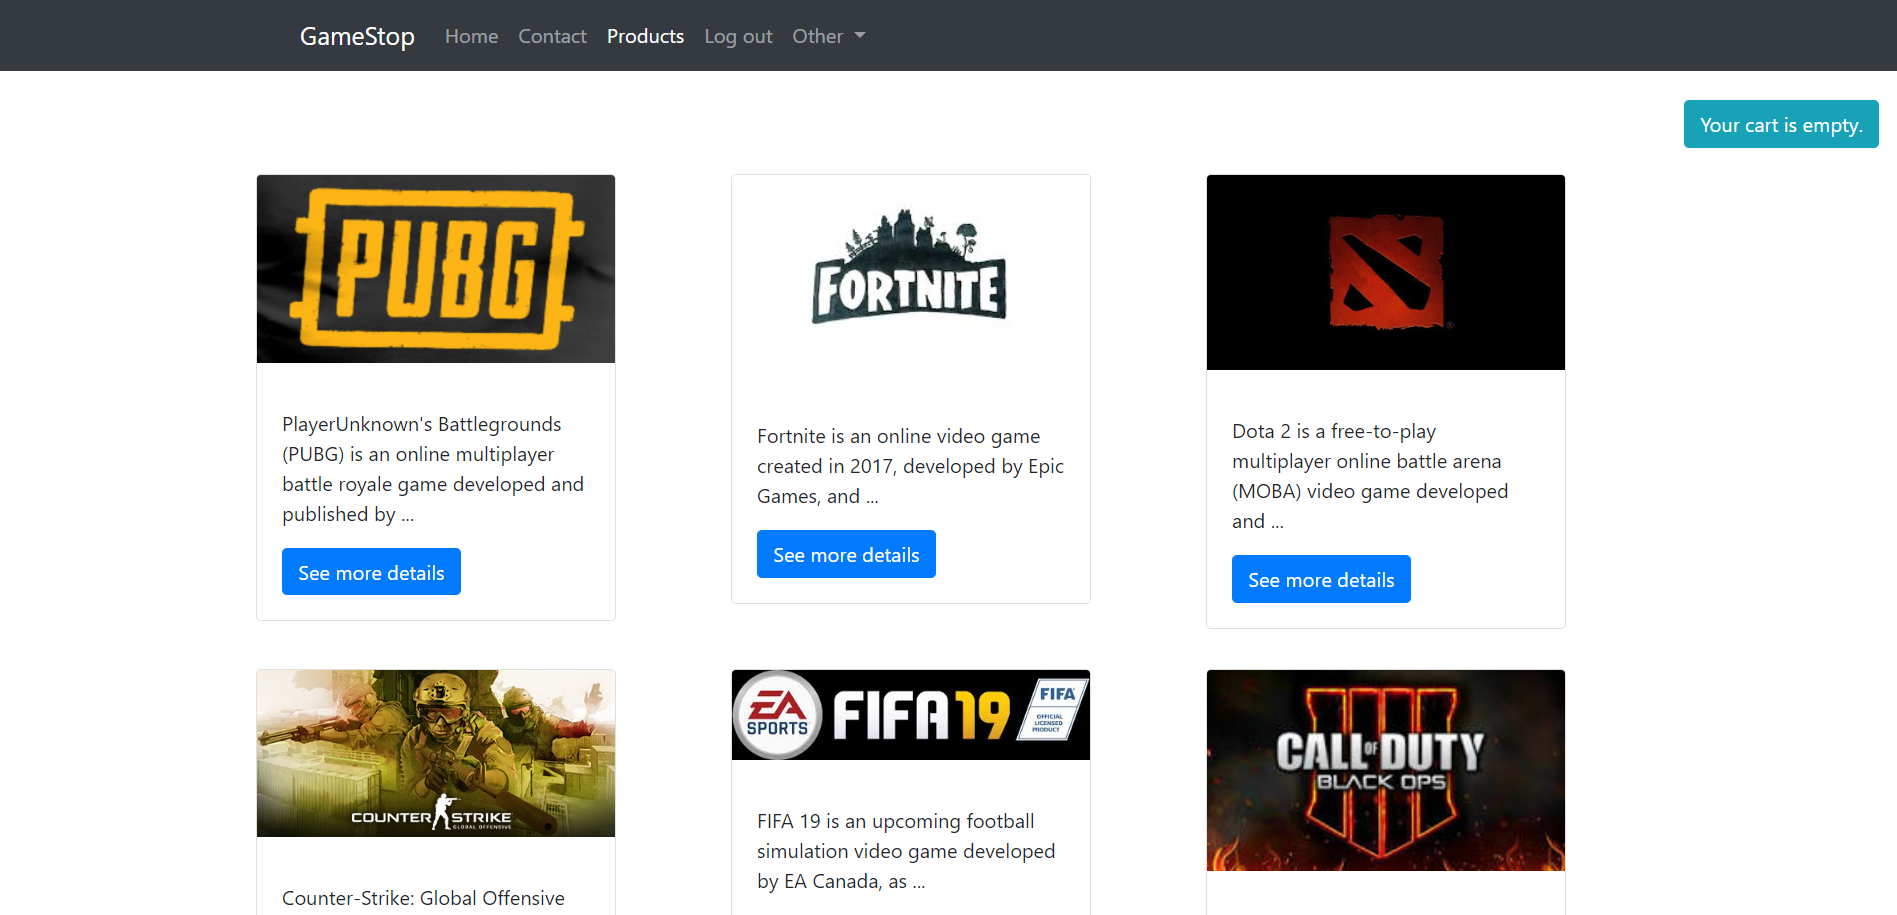 GameStop Home Contact Products Log out Other
Your cart is empty.
PUBG
PlayerUnknown's Battlegrounds
(PUBG) is an online multiplayer
battle royale game developed and
published by ...
See more details
FORTNITE
Fortnite is an online video game
created in 2017, developed by Epic
Games, and ...
See more details
Dota 2 is a free-to-play
multiplayer online battle arena
(MOBA) video game developed
and ...
See more details
COUNTER STRIKE
GLOBAL OFFENSIVE
Counter-Strike: Global Offensive
EA
SPORTS
FIFA 19
FIFA
OFFICIAL
LICENSED
PRODUCT
FIFA 19 is an upcoming football
simulation video game developed
by EA Canada, as ...
CALL OF DUTY
BLACK OPS
IIII